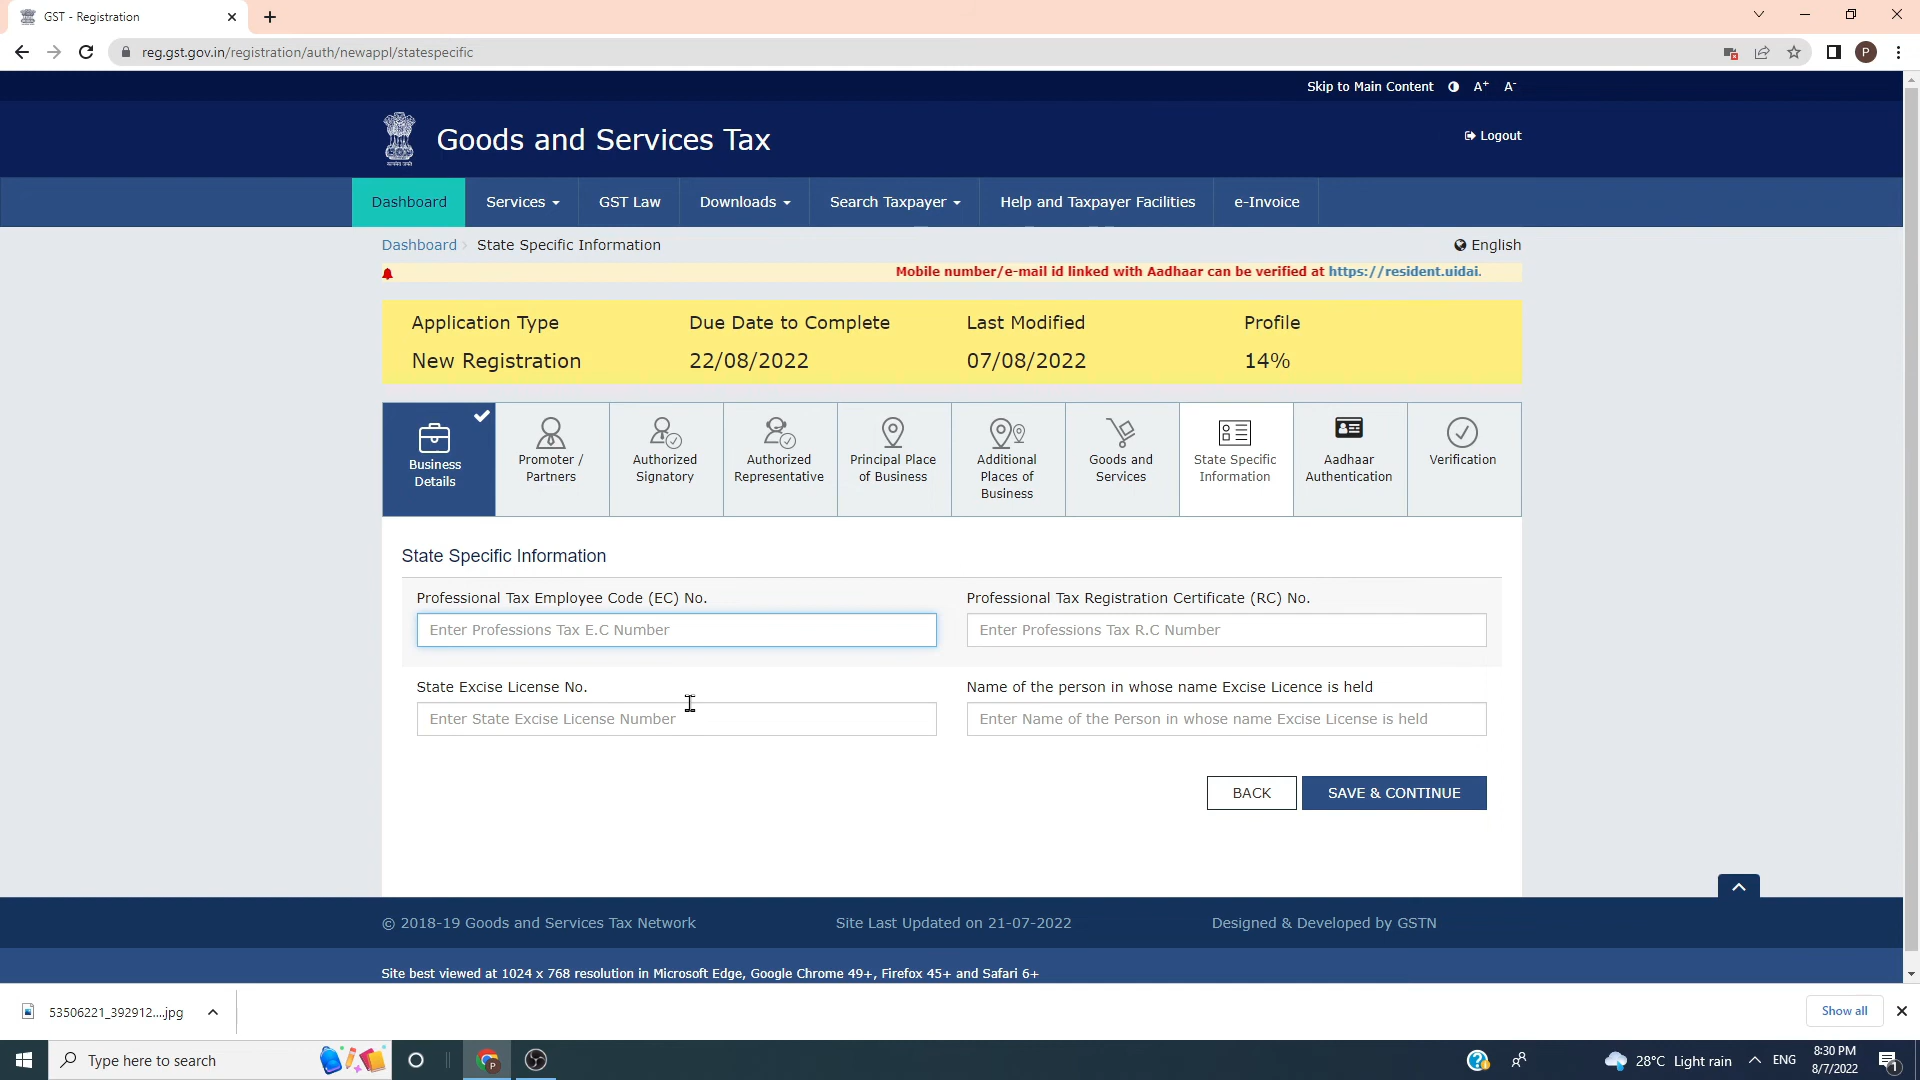 GST - Registration
reg.gst.gov.in/registration/auth/newappl/statespecific
P
Skip to Main Content A+ A-
Goods and Services Tax
Logout
Dashboard Services GST Law Downloads Search Taxpayer Help and Taxpayer Facilities e-Invoice
Dashboard State Specific Information English
Mobile number/e-mail id linked with Aadhaar can be verified at https://resident.uidai.
Application Type Due Date to Complete Last Modified Profile
New Registration 22/08/2022 07/08/2022 14%
Business Details
Promoter / Partners
Authorized Signatory
Authorized Representative
Principal Place of Business
Additional Places of Business
Goods and Services
State Specific Information
Aadhaar Authentication
Verification
State Specific Information
Professional Tax Employee Code (EC) No. Professional Tax Registration Certificate (RC) No.
Enter Professions Tax E.C Number Enter Professions Tax R.C Number
State Excise License No. Name of the person in whose name Excise Licence is held
Enter State Excise License Number Enter Name of the Person in whose name Excise License is held
BACK SAVE & CONTINUE
© 2018-19 Goods and Services Tax Network Site Last Updated on 21-07-2022 Designed & Developed by GSTN
Site best viewed at 1024 x 768 resolution in Microsoft Edge, Google Chrome 49+, Firefox 45+ and Safari 6+
53506221_392912....jpg Show all
Type here to search 28°C Light rain ENG 8:30 PM
8/7/2022
1